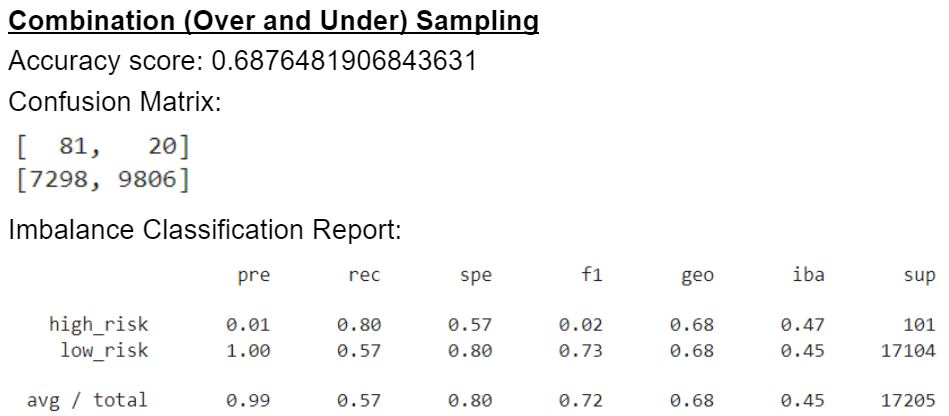 Combination (Over and Under) Sampling
Accuracy score: 0.6876481906843631
Confusion Matrix:
[  81,   20]
[7298, 9806]
Imbalance Classification Report:
pre rec spe f1 geo iba sup
high_risk 0.01 0.80 0.57 0.02 0.68 0.47 101
low_risk 1.00 0.57 0.80 0.73 0.68 0.45 17104
avg / total 0.99 0.57 0.80 0.72 0.68 0.45 17205